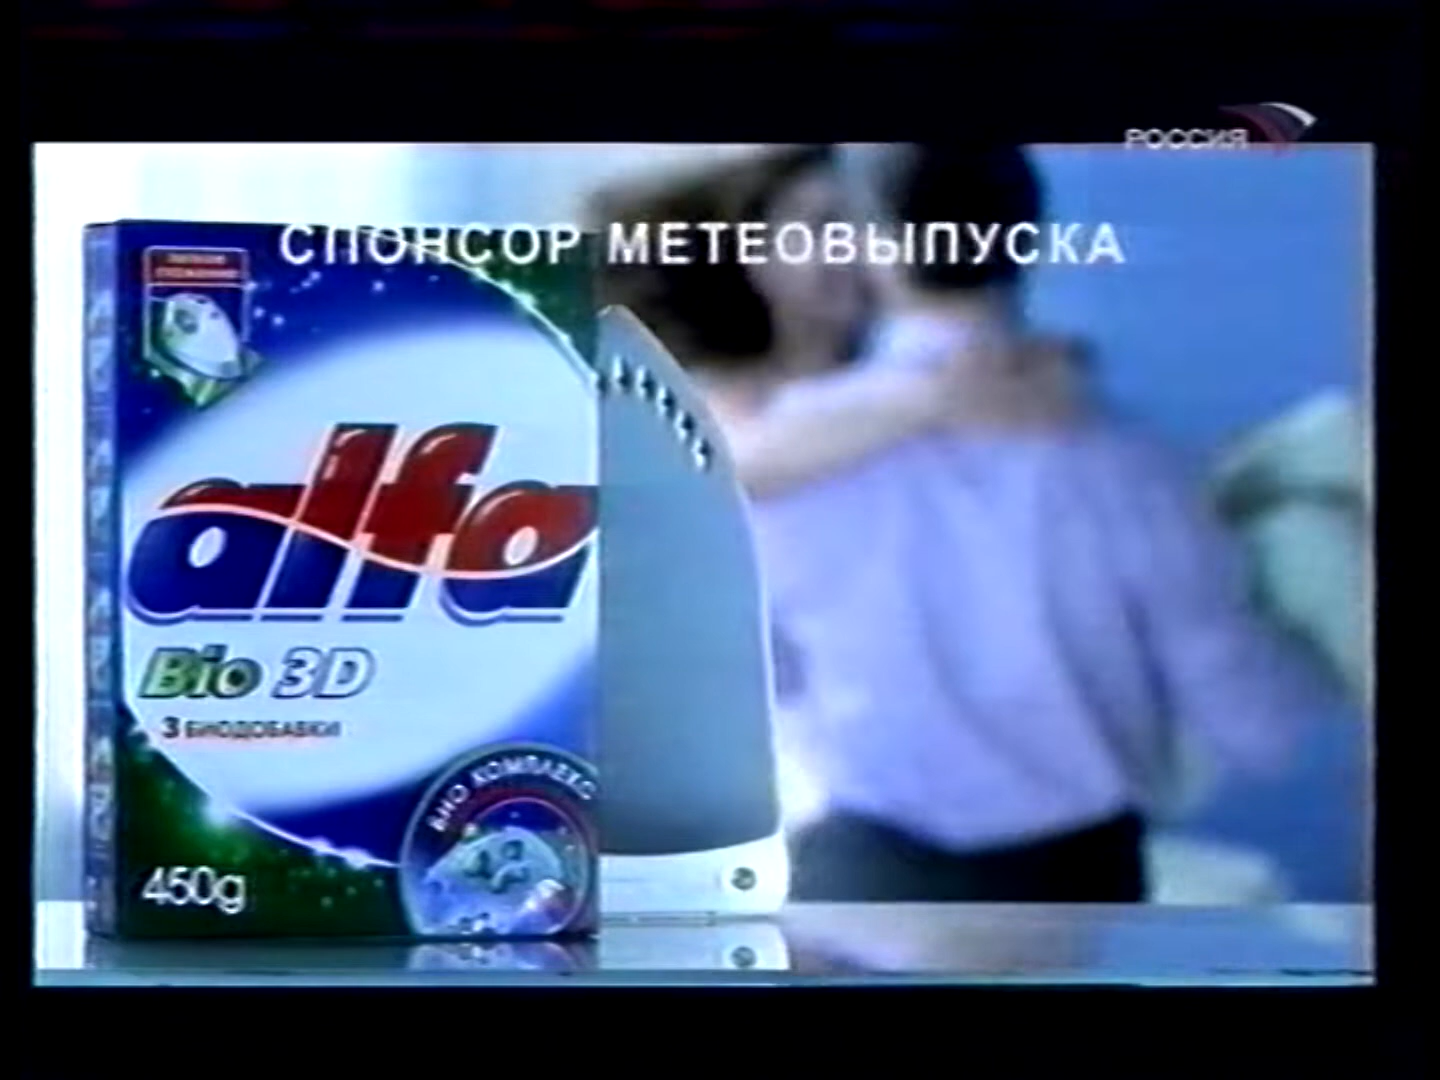 РОССИЯ
СПОНСОР МЕТЕОВЫПУСКА
alfa
Bio 3D
3 БИОДОБАВКИ
БИО КОМПЛЕКС
450g